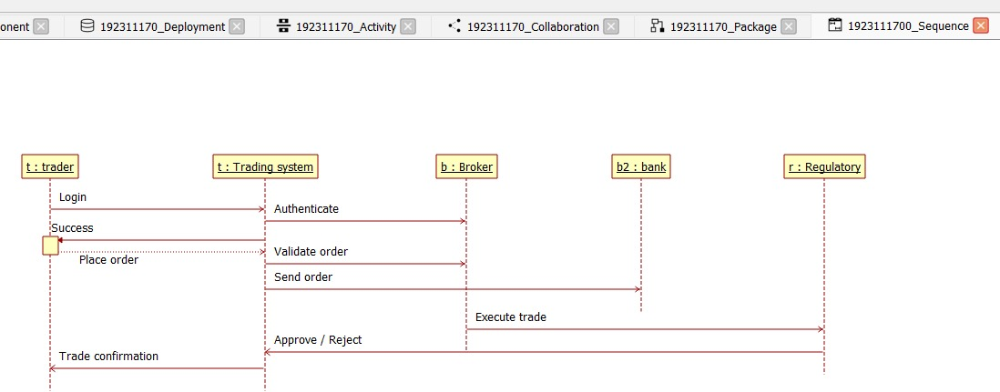 onent 192311170_Deployment 192311170_Activity 192311170_Collaboration 192311170_Package 1923111700_Sequence
t : trader t : Trading system b : Broker b2 : bank r : Regulatory
Login
Authenticate
Success
Validate order
Place order
Send order
Execute trade
Approve / Reject
Trade confirmation